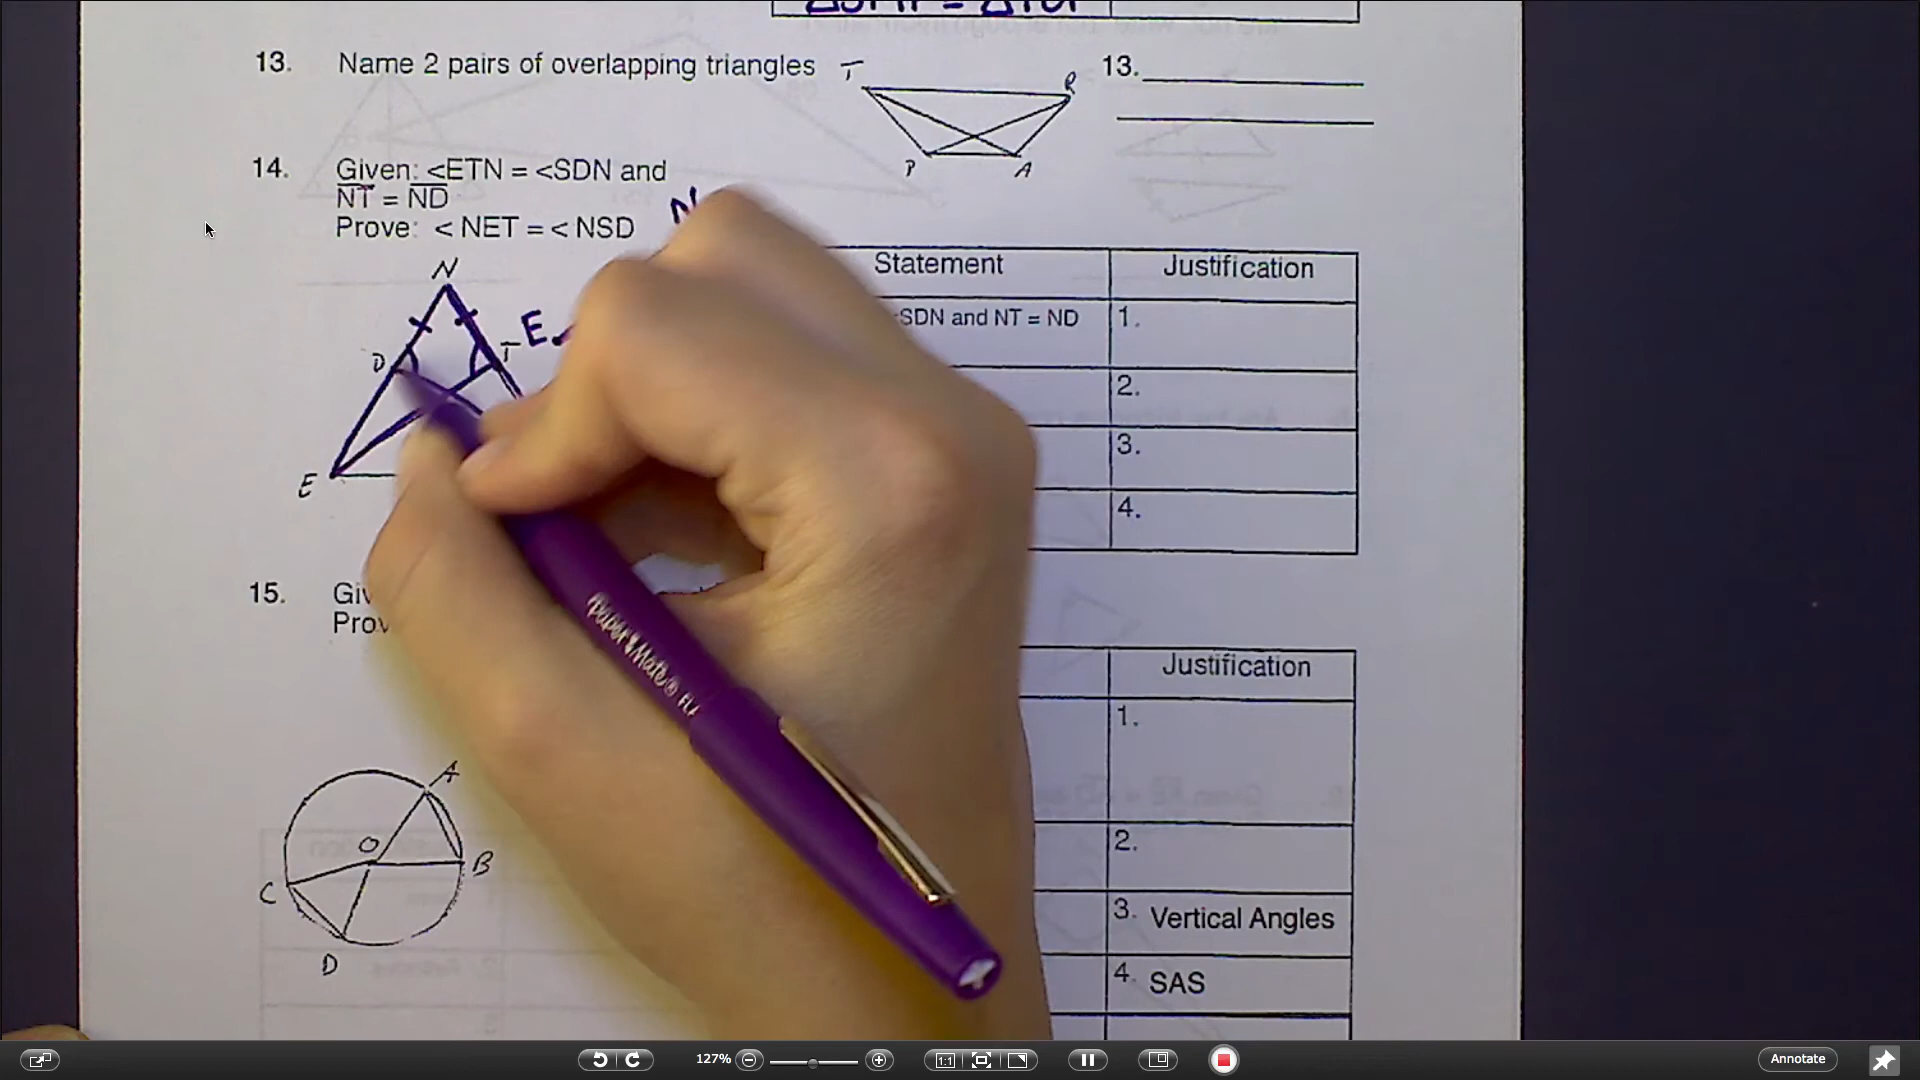 13. Name 2 pairs of overlapping triangles
T
R
P
A
13.
14. Given: <ETN = <SDN and
NT = ND
Prove: < NET = < NSD
N
N
D
T
E
E
Statement
Justification
SDN and NT = ND
1.
2.
3.
4.
15.
Justification
1.
2.
3. Vertical Angles
4. SAS
A
O
B
C
D
Paper Mate®
127%
1:1
Annotate